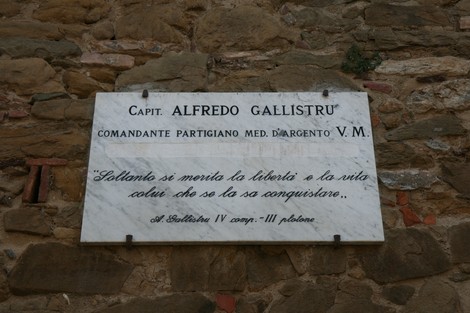 CAPIT. ALFREDO GALLISTRU'
COMANDANTE PARTIGIANO MED. D'ARGENTO V.M.
"Soltanto si merita la libertà e la vita
colui che se la sa conquistare,,
A. Gallistru IV comp.-III plotone